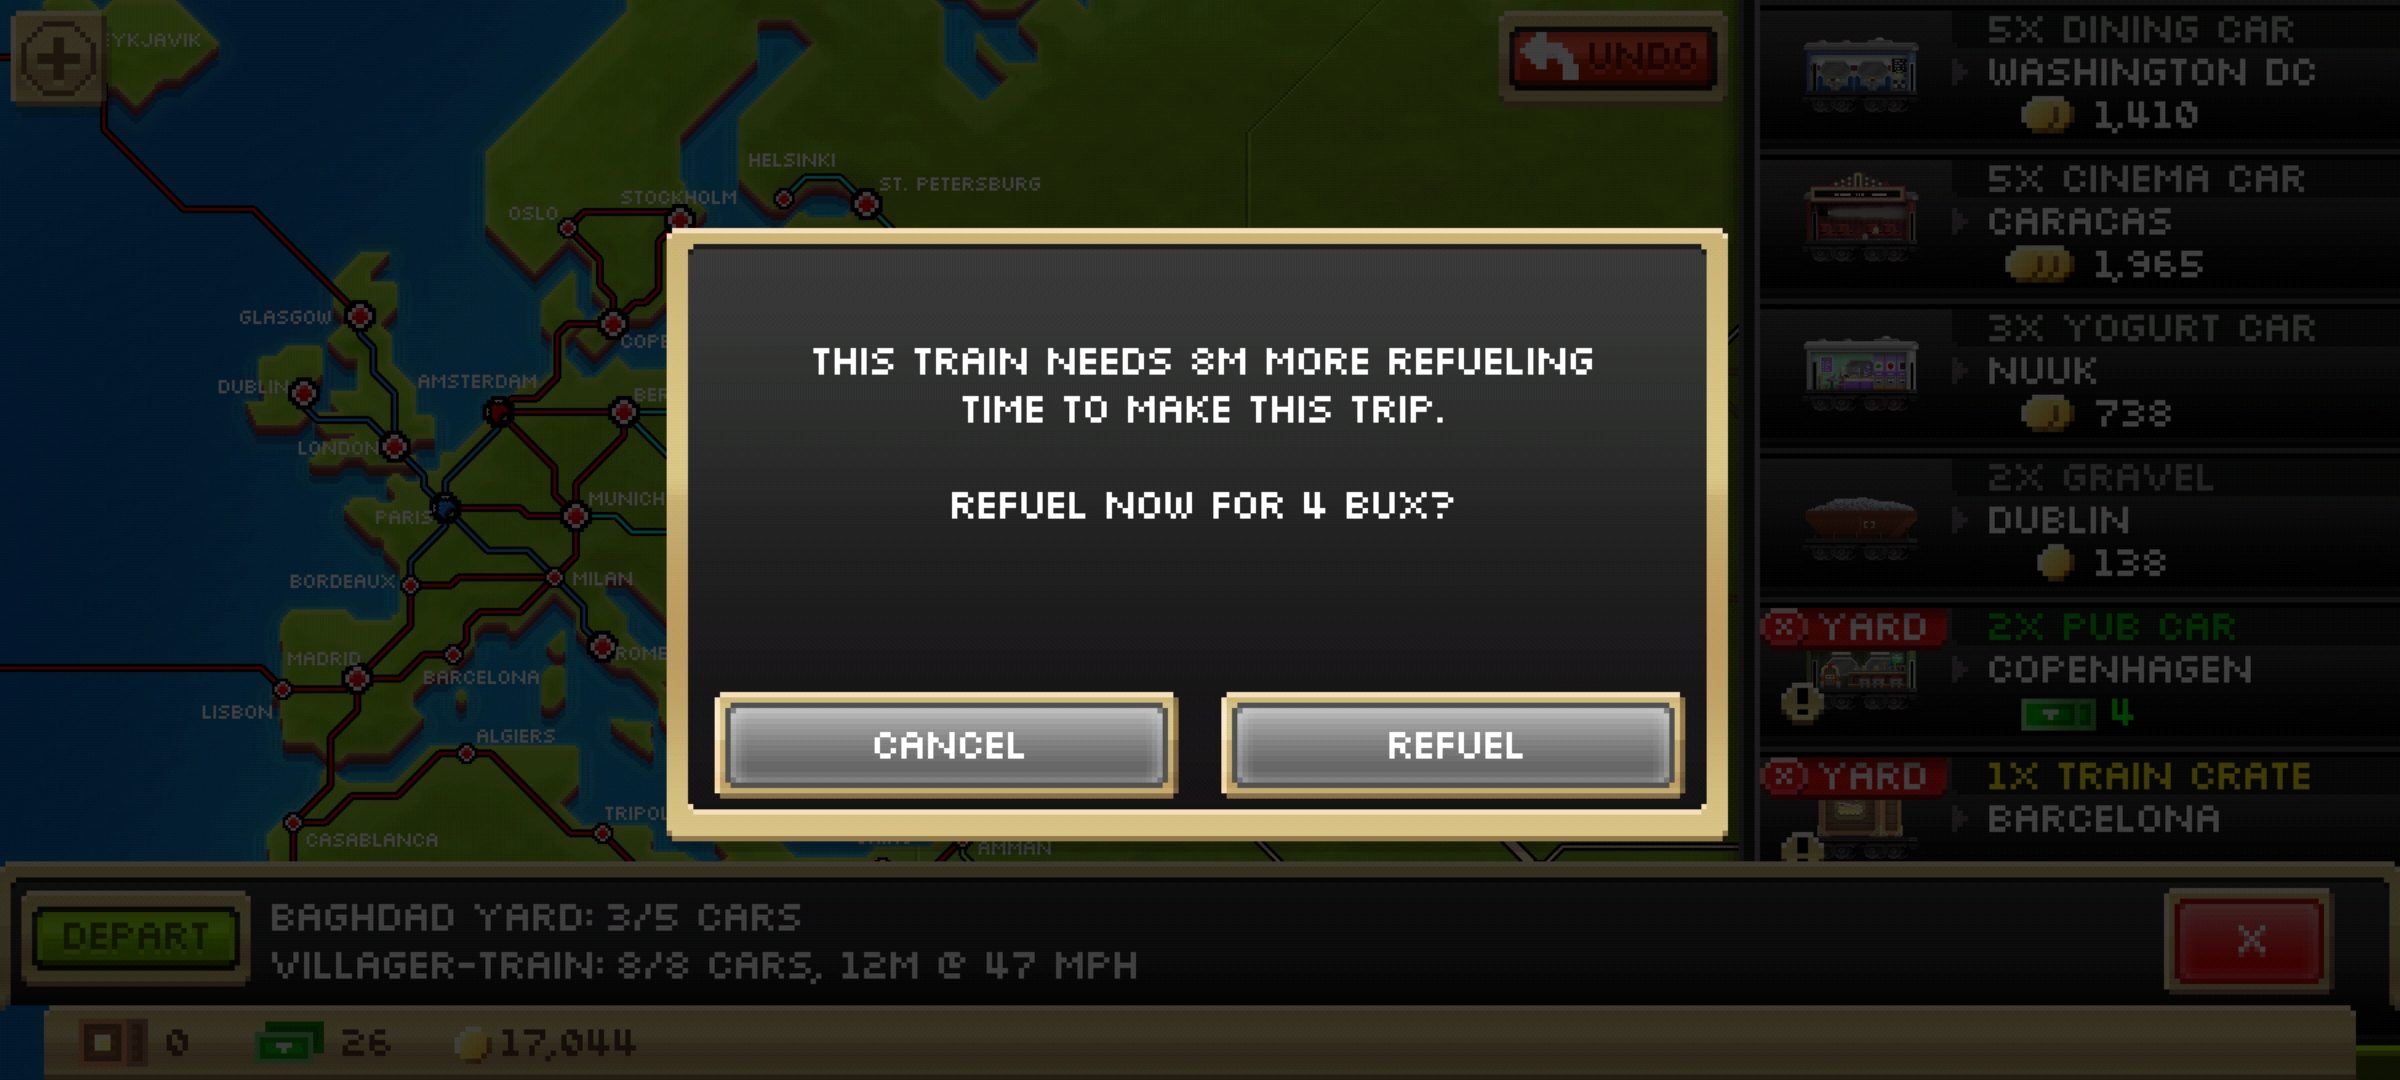 UNDO
HELSINKI
ST. PETERSBURG
STOCKHOLM
OSLO
GLASGOW
DUBLIN
AMSTERDAM
LONDON
MUNICH
PARIS
BORDEAUX
MILAN
MADRID
BARCELONA
LISBON
ALGIERS
CASABLANCA
AMMAN
THIS TRAIN NEEDS 8M MORE REFUELING
TIME TO MAKE THIS TRIP.
REFUEL NOW FOR 4 BUX?
CANCEL
REFUEL
5X DINING CAR
WASHINGTON DC
1,410
5X CINEMA CAR
CARACAS
1,965
3X YOGURT CAR
NUUK
738
2X GRAVEL
DUBLIN
138
YARD
2X PUB CAR
COPENHAGEN
4
YARD
1X TRAIN CRATE
BARCELONA
DEPART
BAGHDAD YARD: 3/5 CARS
VILLAGER-TRAIN: 8/8 CARS, 12M @ 47 MPH
X
0
26
17,044